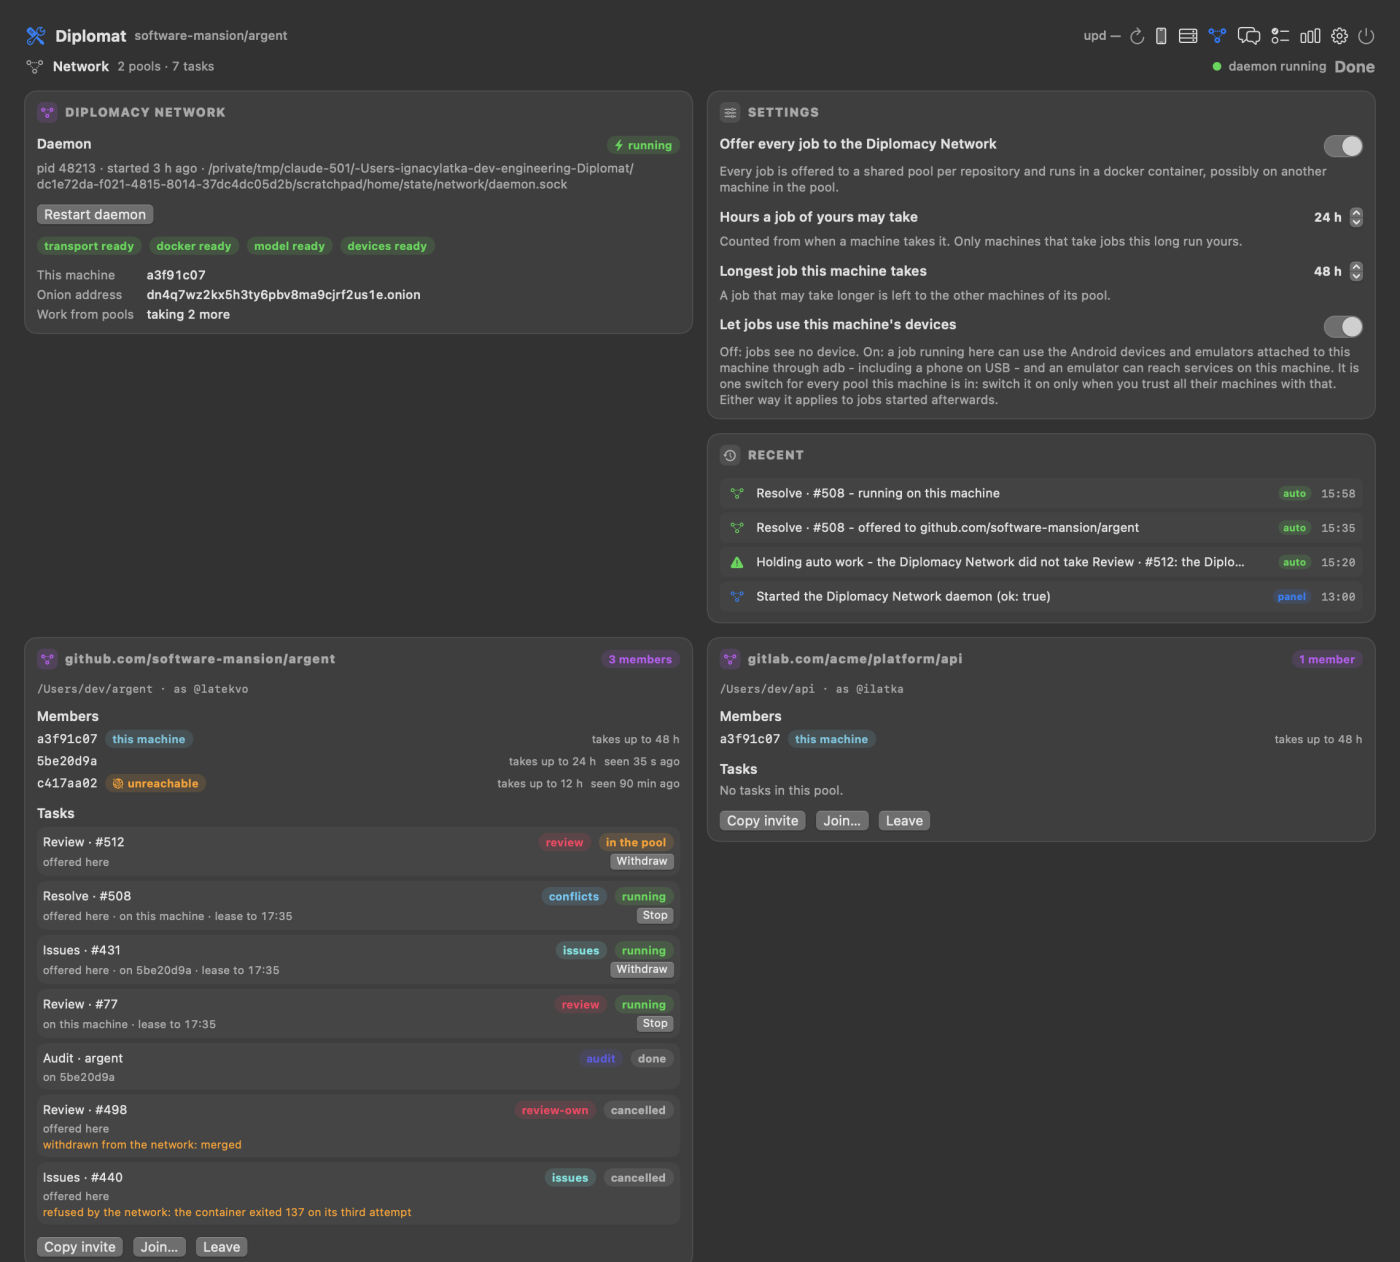 Diplomat software-mansion/argent
upd —
Network 2 pools · 7 tasks
daemon running Done
DIPLOMACY NETWORK
Daemon
running
pid 48213 · started 3 h ago · /private/tmp/claude-501/-Users-ignacylatka-dev-engineering-Diplomat/
dc1e72da-f021-4815-8014-37dc4dc05d2b/scratchpad/home/state/network/daemon.sock
Restart daemon
transport ready docker ready model ready devices ready
This machine a3f91c07
Onion address dn4q7wz2kx5h3ty6pbv8ma9cjrf2us1e.onion
Work from pools taking 2 more
SETTINGS
Offer every job to the Diplomacy Network
Every job is offered to a shared pool per repository and runs in a docker container, possibly on another
machine in the pool.
Hours a job of yours may take 24 h
Counted from when a machine takes it. Only machines that take jobs this long run yours.
Longest job this machine takes 48 h
A job that may take longer is left to the other machines of its pool.
Let jobs use this machine's devices
Off: jobs see no device. On: a job running here can use the Android devices and emulators attached to this
machine through adb - including a phone on USB - and an emulator can reach services on this machine. It is
one switch for every pool this machine is in: switch it on only when you trust all their machines with that.
Either way it applies to jobs started afterwards.
RECENT
Resolve · #508 - running on this machine auto 15:58
Resolve · #508 - offered to github.com/software-mansion/argent auto 15:35
Holding auto work - the Diplomacy Network did not take Review · #512: the Diplo... auto 15:20
Started the Diplomacy Network daemon (ok: true) panel 13:00
github.com/software-mansion/argent 3 members
/Users/dev/argent · as @latekvo
Members
a3f91c07 this machine takes up to 48 h
5be20d9a takes up to 24 h seen 35 s ago
c417aa02 unreachable takes up to 12 h seen 90 min ago
Tasks
Review · #512 review in the pool
offered here Withdraw
Resolve · #508 conflicts running
offered here · on this machine · lease to 17:35 Stop
Issues · #431 issues running
offered here · on 5be20d9a · lease to 17:35 Withdraw
Review · #77 review running
on this machine · lease to 17:35 Stop
Audit · argent audit done
on 5be20d9a
Review · #498 review-own cancelled
offered here
withdrawn from the network: merged
Issues · #440 issues cancelled
offered here
refused by the network: the container exited 137 on its third attempt
Copy invite Join... Leave
gitlab.com/acme/platform/api 1 member
/Users/dev/api · as @ilatka
Members
a3f91c07 this machine takes up to 48 h
Tasks
No tasks in this pool.
Copy invite Join... Leave